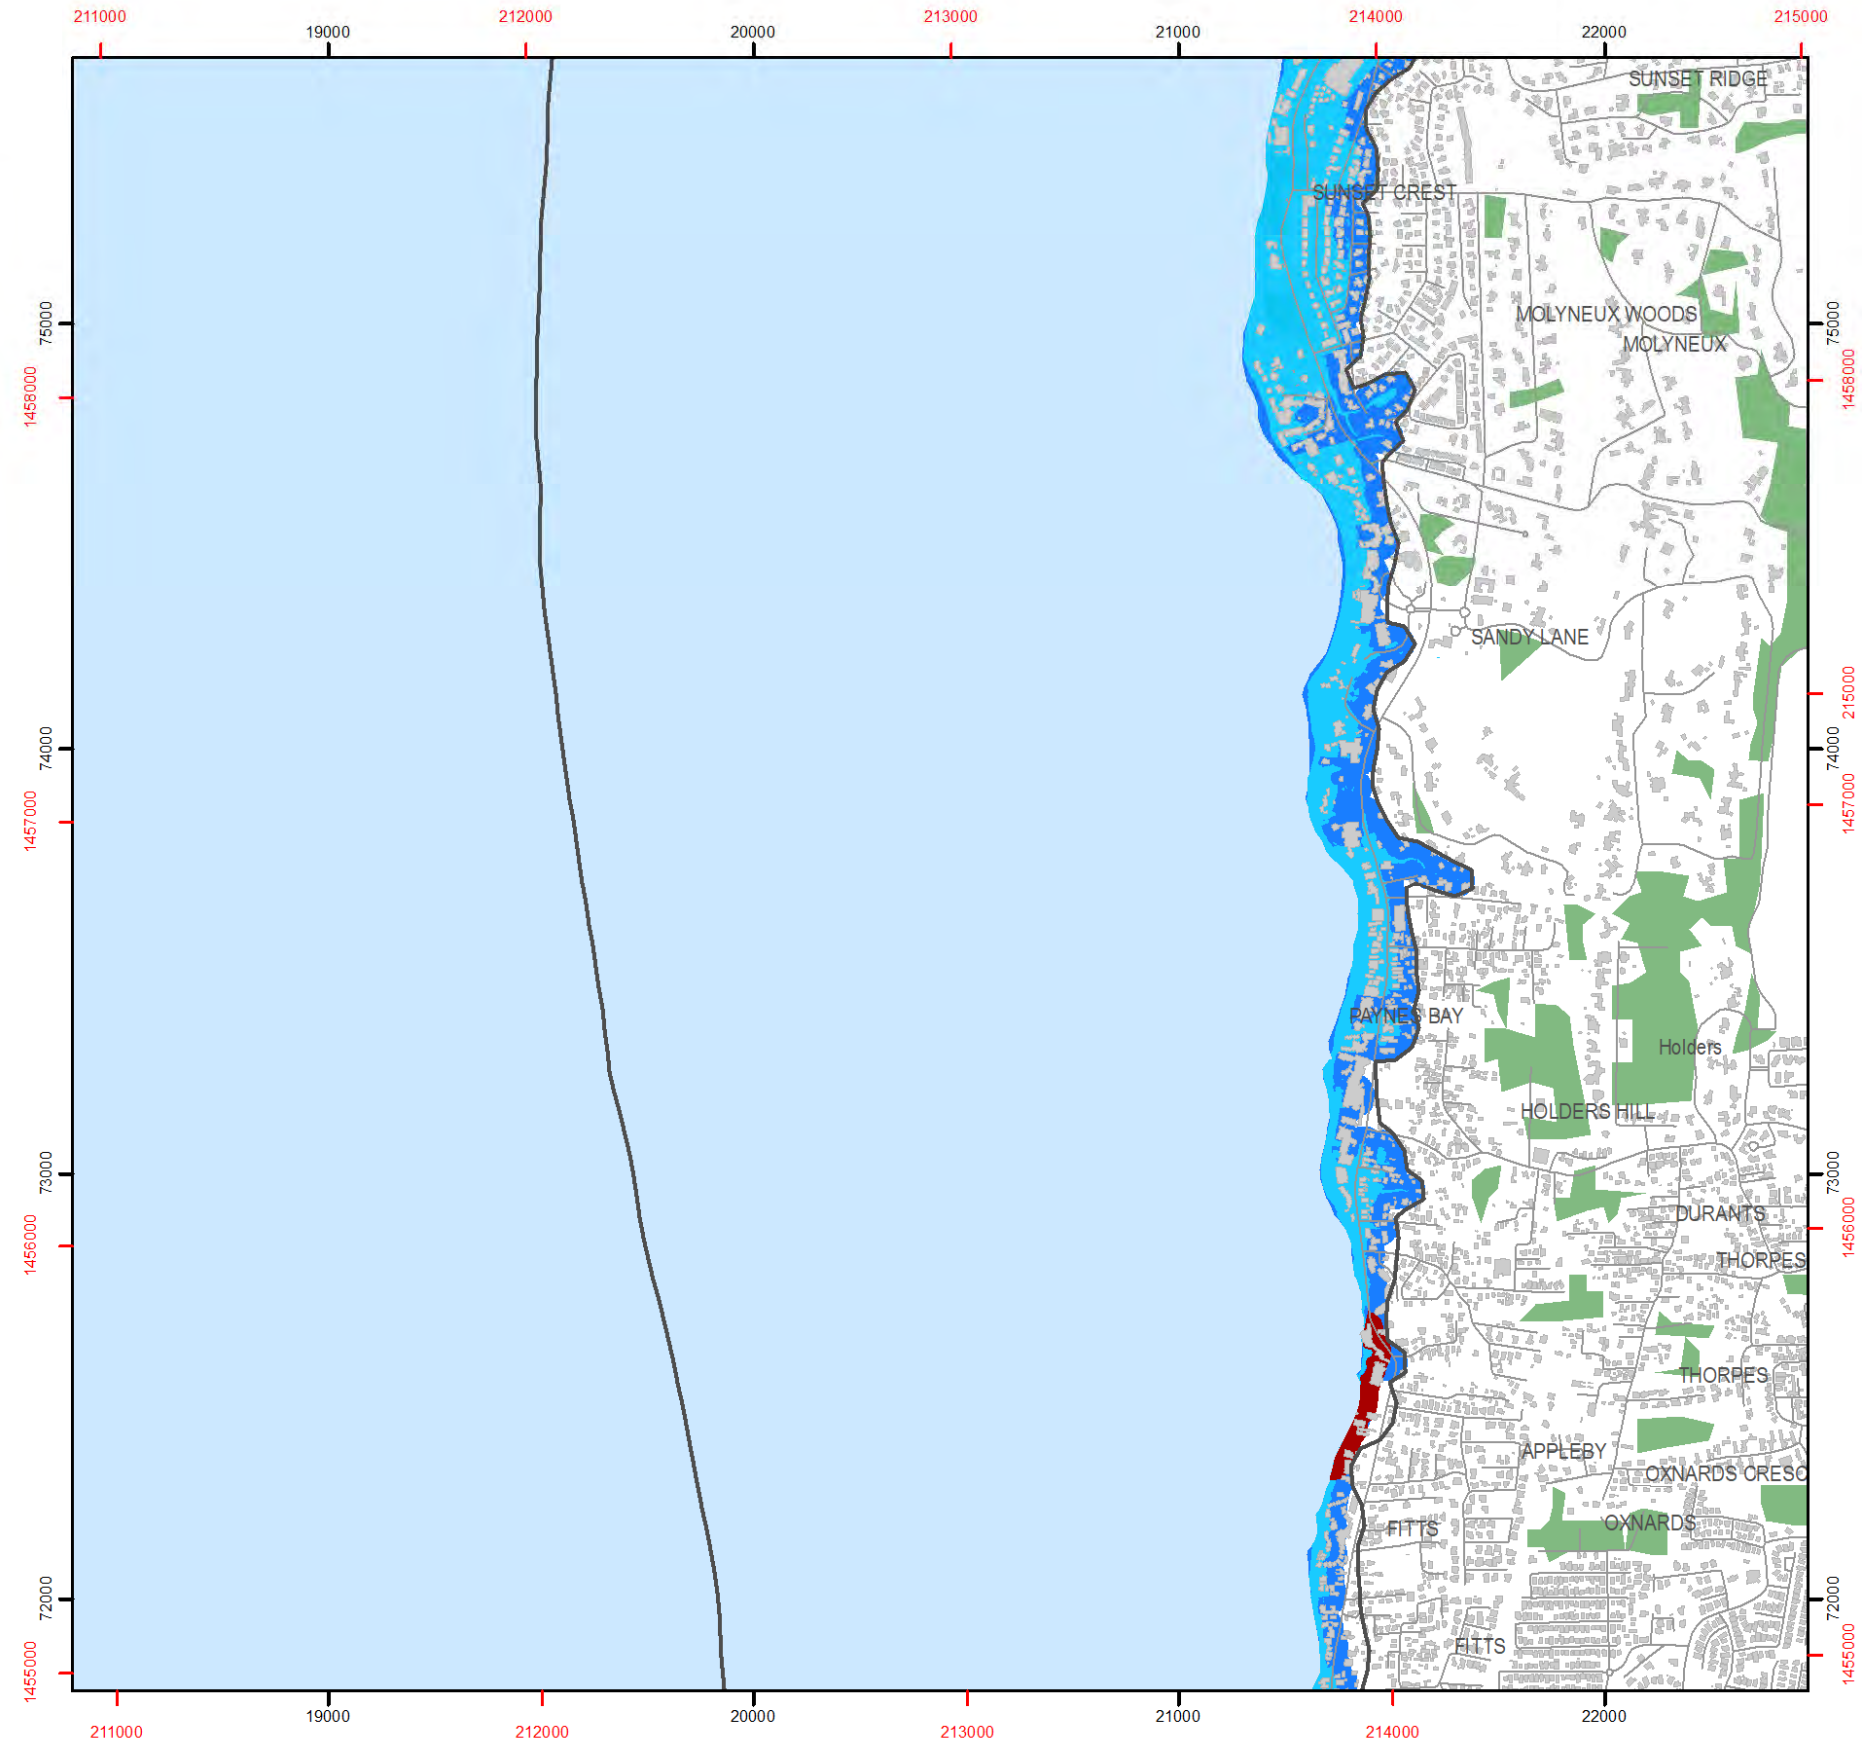 211000 212000 213000 214000 215000
19000 20000 21000 22000
SUNSET RIDGE
SUNSET CREST
75000
MOLYNEUX WOODS
75000
MOLYNEUX
1458000
1458000
SANDY LANE
215000
74000
74000
1457000
1457000
PAYNES BAY
Holders
HOLDERS HILL
73000
73000
DURANTS
1456000
1456000
THORPES
THORPES
APPLEBY
OXNARDS CRESC
OXNARDS
FITTS
72000
72000
FITTS
1455000
1455000
19000 20000 21000 22000
211000 212000 213000 214000